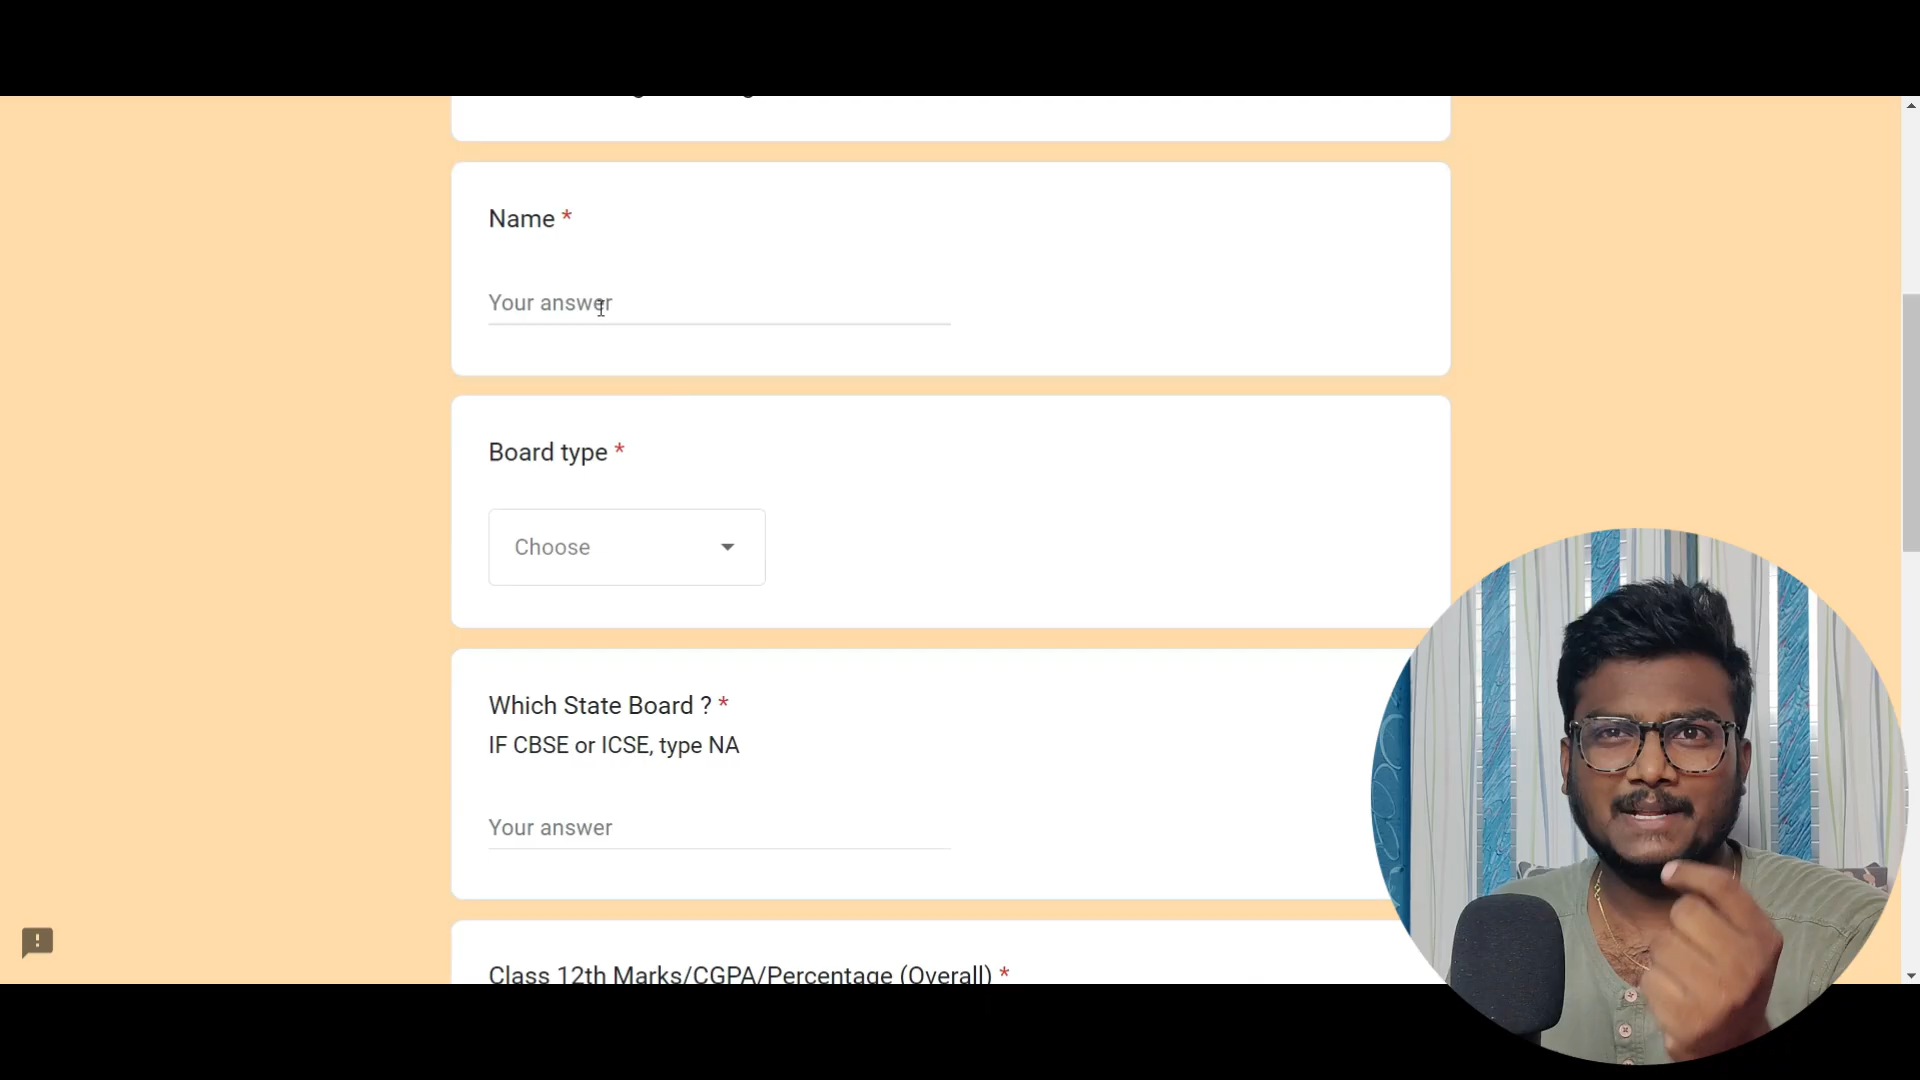 Name *
Your answer
Board type *
Choose
Which State Board ? *
IF CBSE or ICSE, type NA
Your answer
Class 12th Marks/CGPA/Percentage (Overall) *